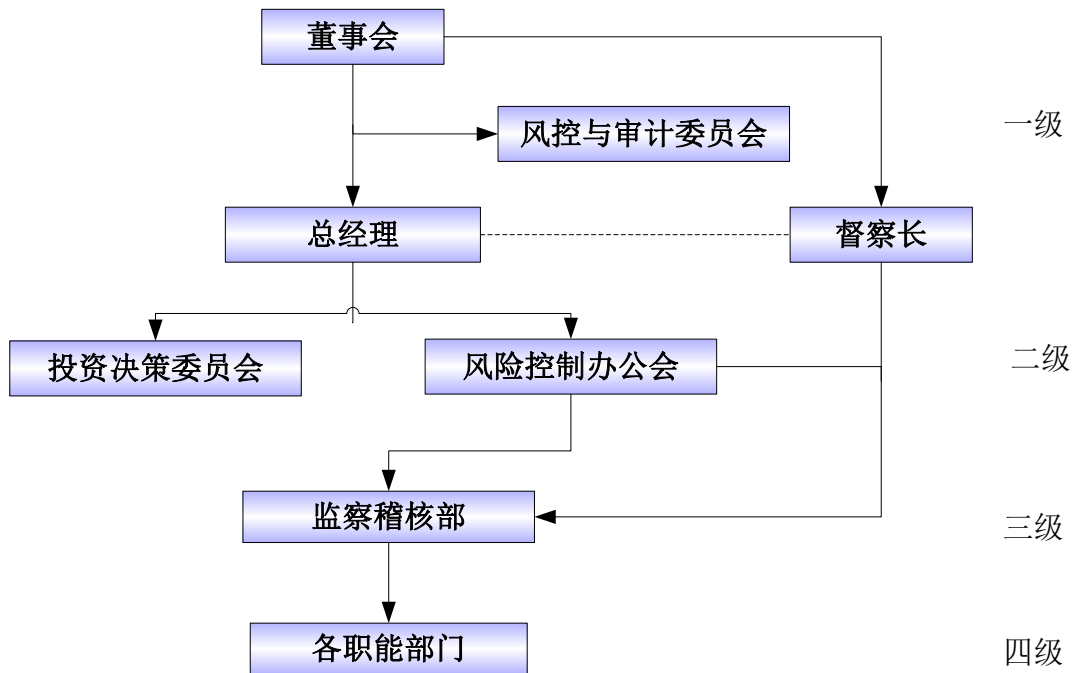 董事会
风控与审计委员会
一级
总经理
督察长
投资决策委员会
风险控制办公会
二级
监察稽核部
三级
各职能部门
四级